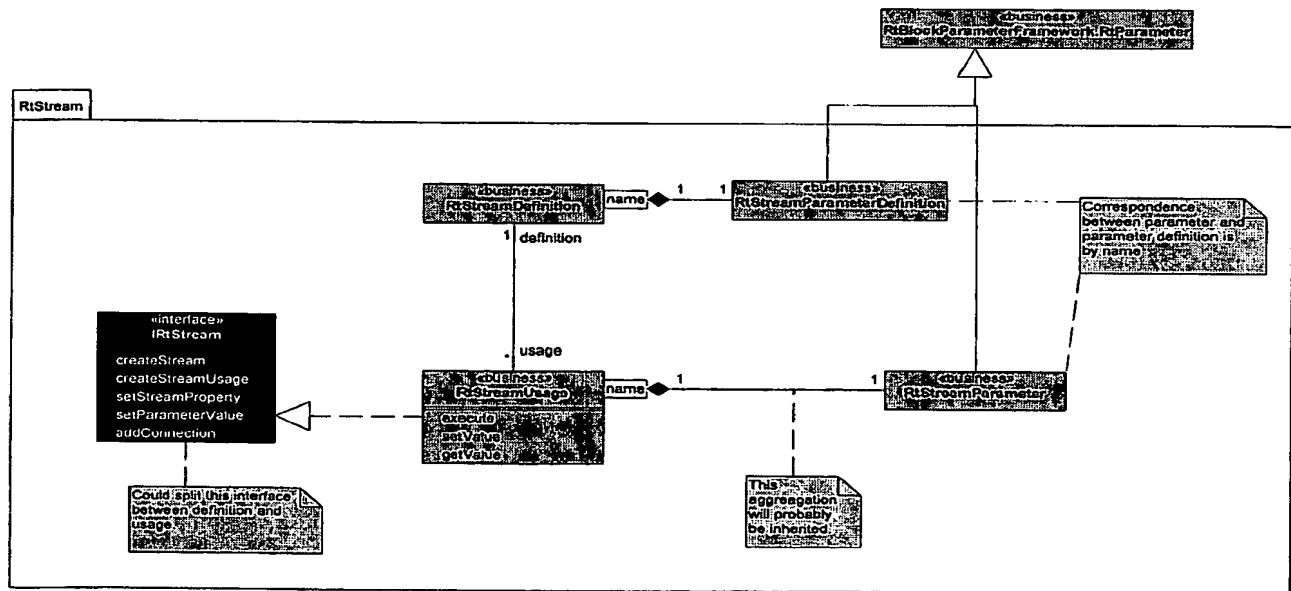 «business»
RtBlockParameterFramework:RtParameter
RtStream
«business»
RtStreamDefinition
name
1
1
«business»
RtStreamParameterDefinition
Correspondence
between parameter and
parameter definition is
by name
1
definition
«interface»
IRtStream
createStream
createStreamUsage
setStreamProperty
setParameterValue
addConnection
usage
«business»
RtStreamUsage
execute
setValue
getValue
name
1
1
«business»
RtStreamParameter
Could split this interface
between definition and
usage
This
aggreagation
will probably
be inherited